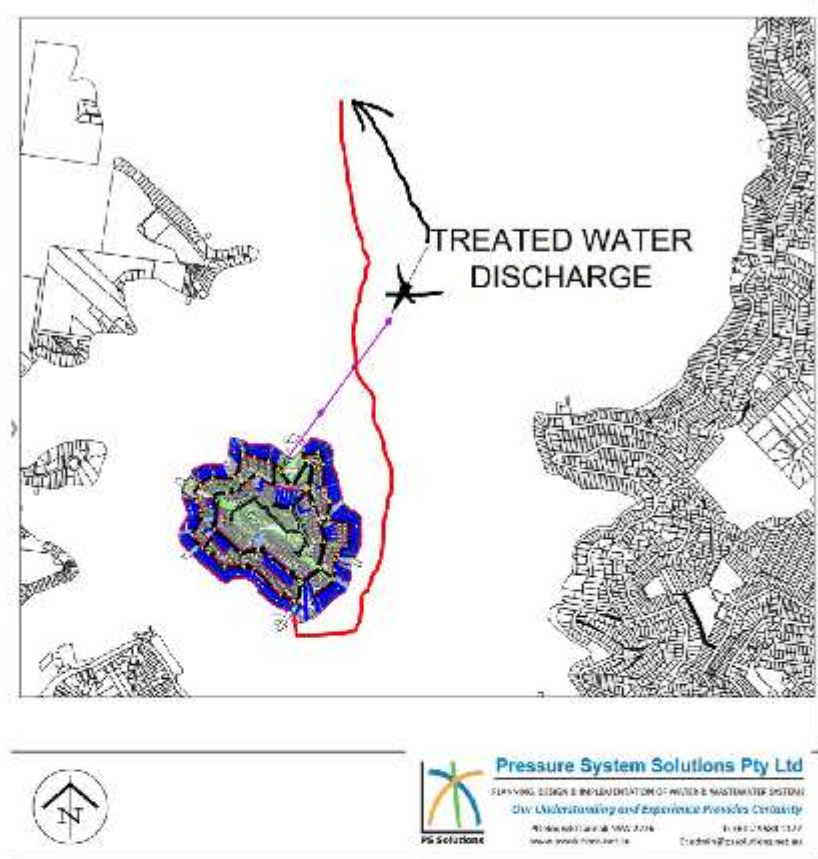 TREATED WATER
DISCHARGE
N
Pressure System Solutions Pty Ltd
PLANNING, DESIGN & IMPLEMENTATION OF WATER & WASTEWATER SYSTEMS
Our Understanding and Experience Provides Certainty
PS Solutions